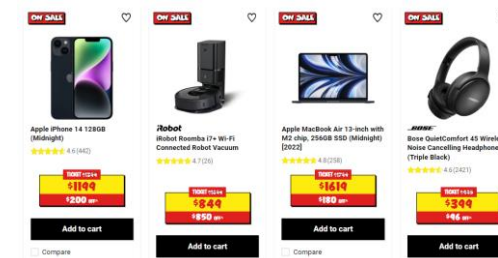 ON SALE
Apple iPhone 14 128GB
(Midnight)
4.6 (442)
$1199
$200 OFF
Add to cart
Compare
ON SALE
iRobot
iRobot Roomba i7+ Wi-Fi
Connected Robot Vacuum
4.7 (26)
$849
$850 OFF
Add to cart
ON SALE
Apple MacBook Air 13-inch with
M2 chip, 256GB SSD (Midnight)
[2022]
4.8 (258)
$1619
$180 OFF
Add to cart
Compare
ON SALE
BOSE
Bose QuietComfort 45
Noise Cancelling Headphone
(Triple Black)
4.6 (2421)
$399
$96 OFF
Add to cart